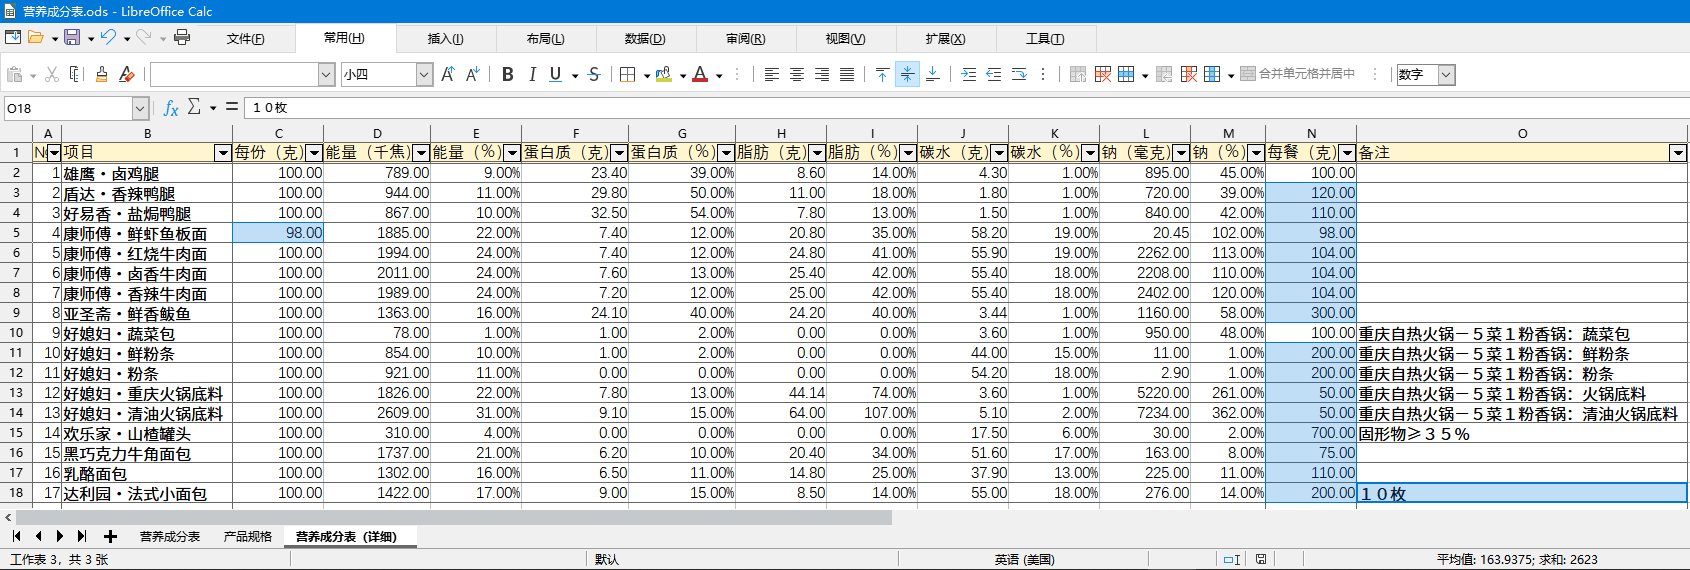 营养成分表.ods - LibreOffice Calc
文件(F) 常用(H) 插入(I) 布局(L) 数据(D) 审阅(R) 视图(V) 扩展(X) 工具(T)
小四 B I U S A 合并单元格并居中 数字
O18 fx Σ = １０枚
A B C D E F G H I J K L M N O
1 项目 每份（克） 能量（千焦） 能量（%） 蛋白质（克） 蛋白质（%） 脂肪（克） 脂肪（%） 碳水（克） 碳水（%） 钠（毫克） 钠（%） 每餐（克） 备注
2 1 雄鹰・卤鸡腿 100.00 789.00 9.00% 23.40 39.00% 8.60 14.00% 4.30 1.00% 895.00 45.00% 100.00
3 2 盾达・香辣鸭腿 100.00 944.00 11.00% 29.80 50.00% 11.00 18.00% 1.80 1.00% 720.00 39.00% 120.00
4 3 好易香・盐焗鸭腿 100.00 867.00 10.00% 32.50 54.00% 7.80 13.00% 1.50 1.00% 840.00 42.00% 110.00
5 4 康师傅・鲜虾鱼板面 98.00 1885.00 22.00% 7.40 12.00% 20.80 35.00% 58.20 19.00% 20.45 102.00% 98.00
6 5 康师傅・红烧牛肉面 100.00 1994.00 24.00% 7.40 12.00% 24.80 41.00% 55.90 19.00% 2262.00 113.00% 104.00
7 6 康师傅・卤香牛肉面 100.00 2011.00 24.00% 7.60 13.00% 25.40 42.00% 55.40 18.00% 2208.00 110.00% 104.00
8 7 康师傅・香辣牛肉面 100.00 1989.00 24.00% 7.20 12.00% 25.00 42.00% 55.40 18.00% 2402.00 120.00% 104.00
9 8 亚圣斋・鲜香鲅鱼 100.00 1363.00 16.00% 24.10 40.00% 24.20 40.00% 3.44 1.00% 1160.00 58.00% 300.00
10 9 好媳妇・蔬菜包 100.00 78.00 1.00% 1.00 2.00% 0.00 0.00% 3.60 1.00% 950.00 48.00% 100.00 重庆自热火锅－５菜１粉香锅：蔬菜包
11 10 好媳妇・鲜粉条 100.00 854.00 10.00% 1.00 2.00% 0.00 0.00% 44.00 15.00% 11.00 1.00% 200.00 重庆自热火锅－５菜１粉香锅：鲜粉条
12 11 好媳妇・粉条 100.00 921.00 11.00% 0.00 0.00% 0.00 0.00% 54.20 18.00% 2.90 1.00% 200.00 重庆自热火锅－５菜１粉香锅：粉条
13 12 好媳妇・重庆火锅底料 100.00 1826.00 22.00% 7.80 13.00% 44.14 74.00% 3.60 1.00% 5220.00 261.00% 50.00 重庆自热火锅－５菜１粉香锅：火锅底料
14 13 好媳妇・清油火锅底料 100.00 2609.00 31.00% 9.10 15.00% 64.00 107.00% 5.10 2.00% 7234.00 362.00% 50.00 重庆自热火锅－５菜１粉香锅：清油火锅底料
15 14 欢乐家・山楂罐头 100.00 310.00 4.00% 0.00 0.00% 0.00 0.00% 17.50 6.00% 30.00 2.00% 700.00 固形物≥３５％
16 15 黑巧克力牛角面包 100.00 1737.00 21.00% 6.20 10.00% 20.40 34.00% 51.60 17.00% 163.00 8.00% 75.00
17 16 乳酪面包 100.00 1302.00 16.00% 6.50 11.00% 14.80 25.00% 37.90 13.00% 225.00 11.00% 110.00
18 17 达利园・法式小面包 100.00 1422.00 17.00% 9.00 15.00% 8.50 14.00% 55.00 18.00% 276.00 14.00% 200.00 １０枚
营养成分表 产品规格 营养成分表（详细）
工作表 3，共 3 张 默认 英语 (美国) 平均值: 163.9375; 求和: 2623